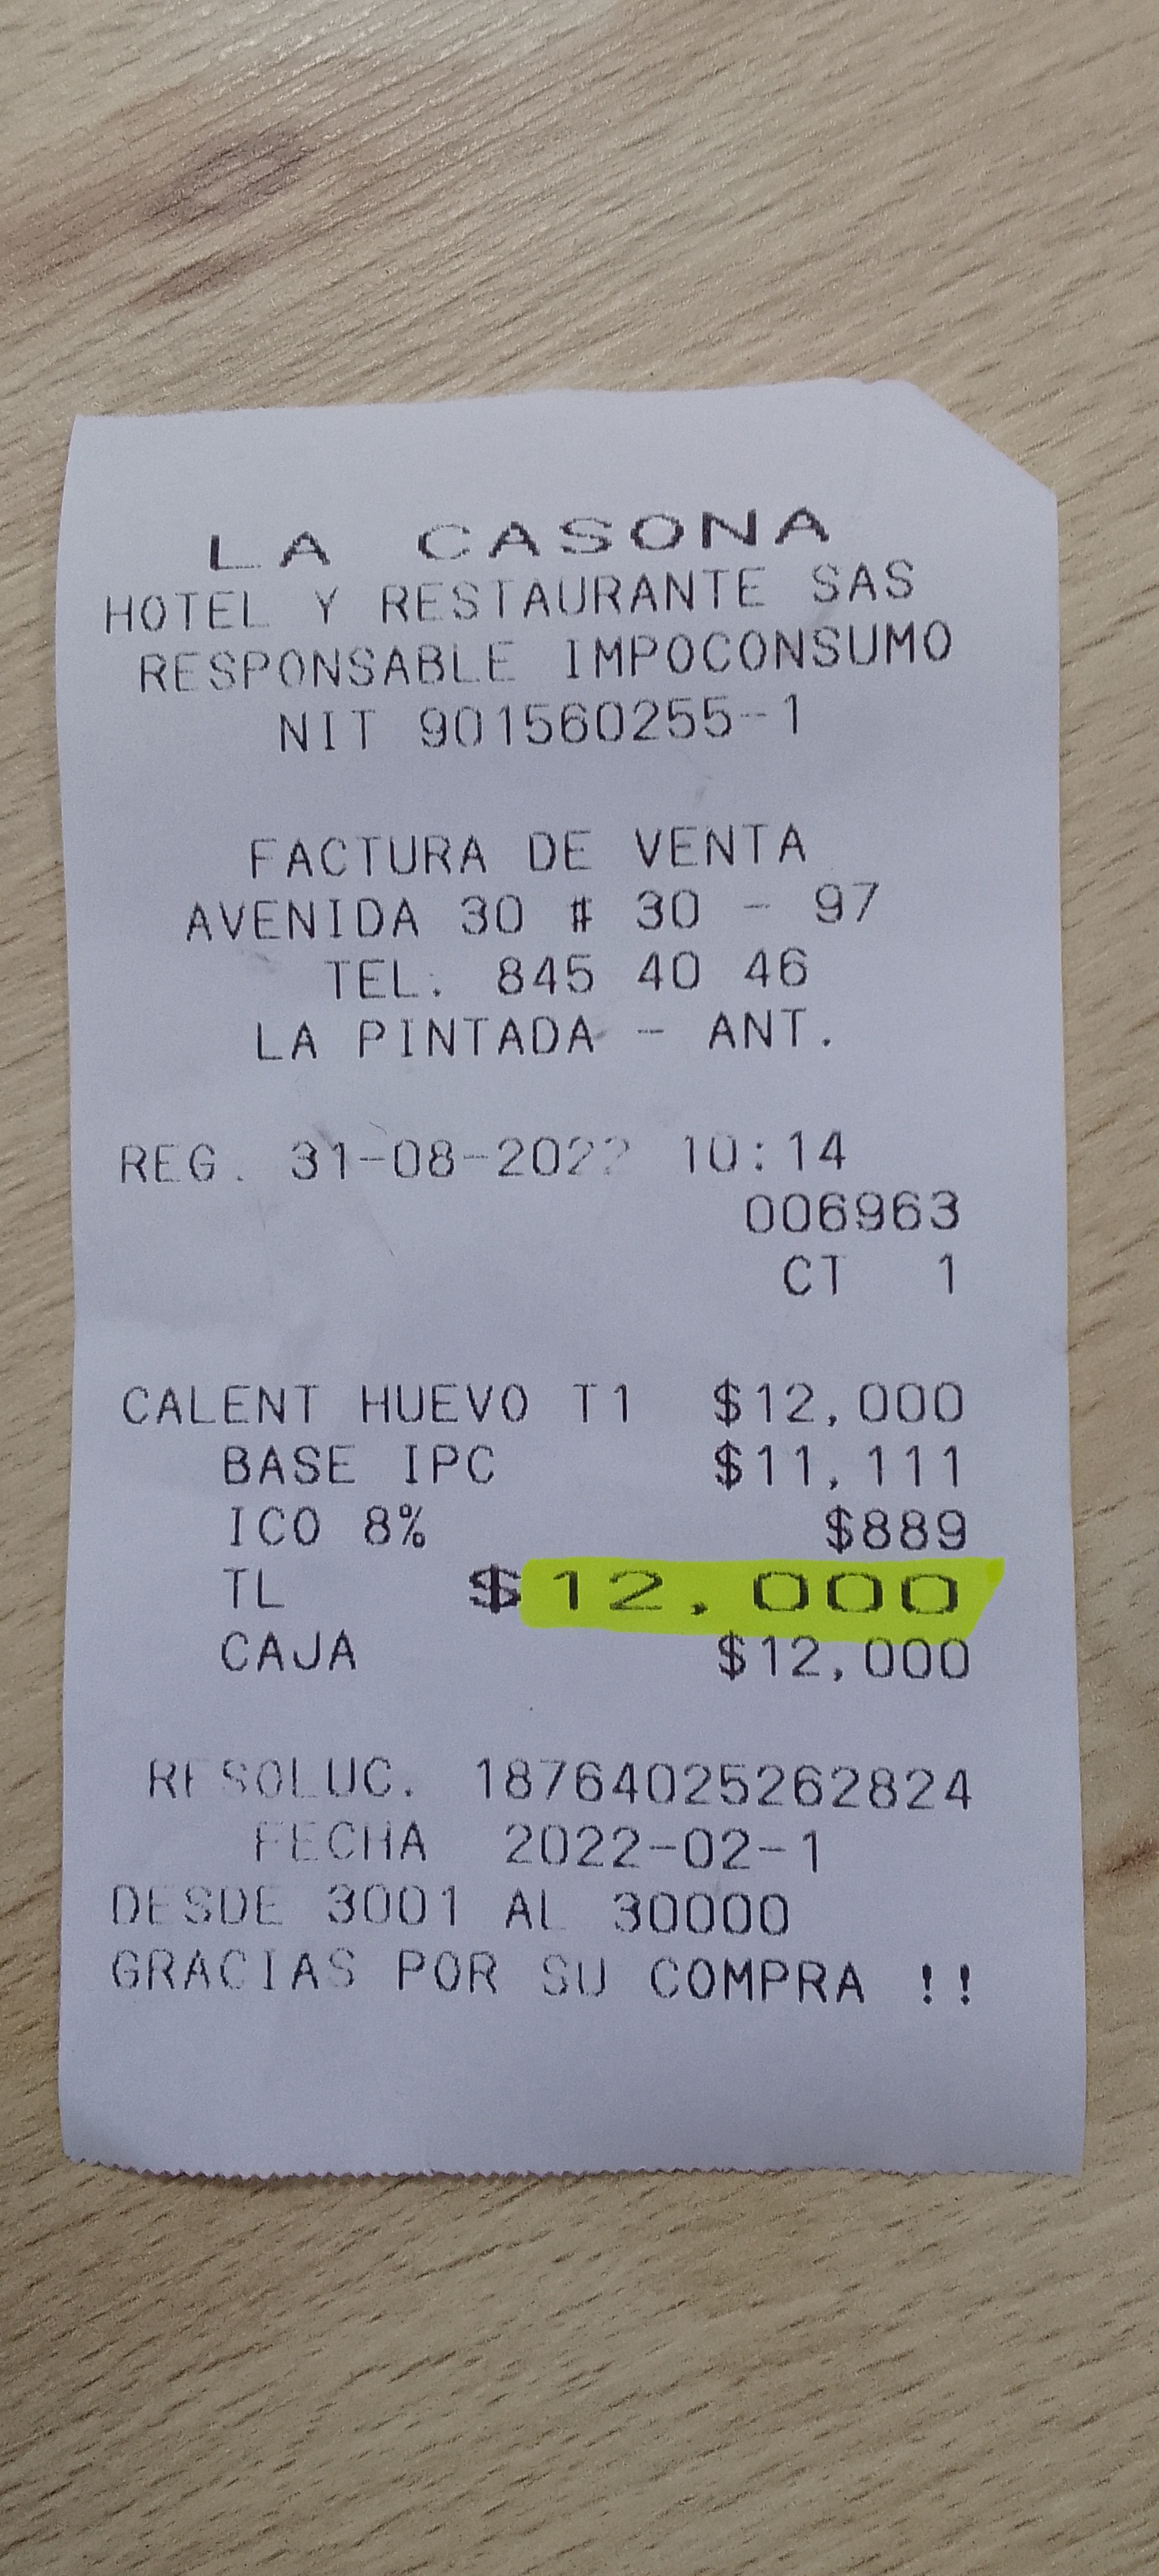 LA CASONA
HOTEL Y RESTAURANTE SAS
RESPONSABLE IMPOCONSUMO
NIT 901560255-1
FACTURA DE VENTA
AVENIDA 30 # 30 - 97
TEL. 845 40 46
LA PINTADA - ANT.
REG. 31-08-2022 10:14
006963
CT 1
CALENT HUEVO T1 $12,000
BASE IPC $11,111
ICO 8% $889
TL $12,000
CAJA $12,000
RESOLUC. 18764025262824
FECHA 2022-02-1
DESDE 3001 AL 30000
GRACIAS POR SU COMPRA !!